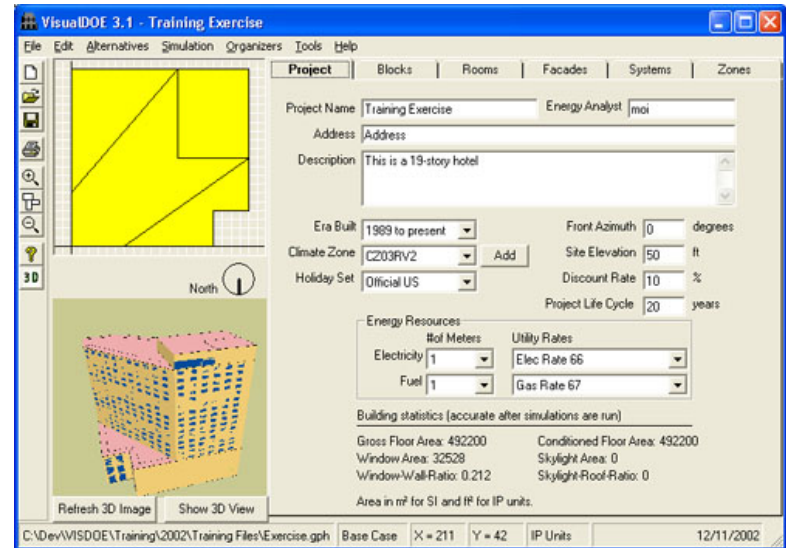 VisualDOE 3.1 - Training Exercise
File Edit Alternatives Simulation Organizers Tools Help
Project Blocks Rooms Facades Systems Zones
Project Name Training Exercise Energy Analyst moi
Address Address
Description This is a 19-story hotel
Era Built 1989 to present Front Azimuth 0 degrees
Climate Zone CZ03RV2 Add Site Elevation 50 ft
Holiday Set Official US Discount Rate 10 %
Project Life Cycle 20 years
3D
North
Energy Resources
#of Meters Utility Rates
Electricity 1 Elec Rate 66
Fuel 1 Gas Rate 67
Building statistics (accurate after simulations are run)
Gross Floor Area: 492200 Conditioned Floor Area: 492200
Window Area: 32528 Skylight Area: 0
Window-Wall-Ratio: 0.212 Skylight-Roof-Ratio: 0
Area in m² for SI and ft² for IP units.
Refresh 3D Image Show 3D View
C:\Dev\VISDOE\Training\2002\Training Files\Exercise.gph Base Case X = 211 Y = 42 IP Units 12/11/2002